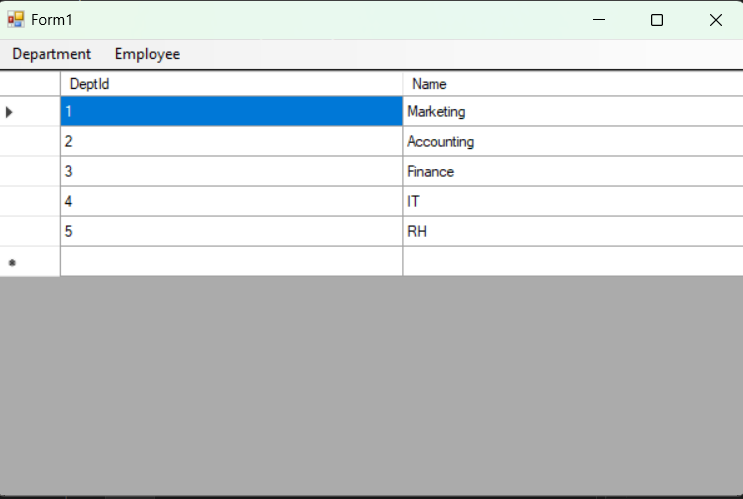 Form1
Department Employee
DeptId Name
1 Marketing
2 Accounting
3 Finance
4 IT
5 RH